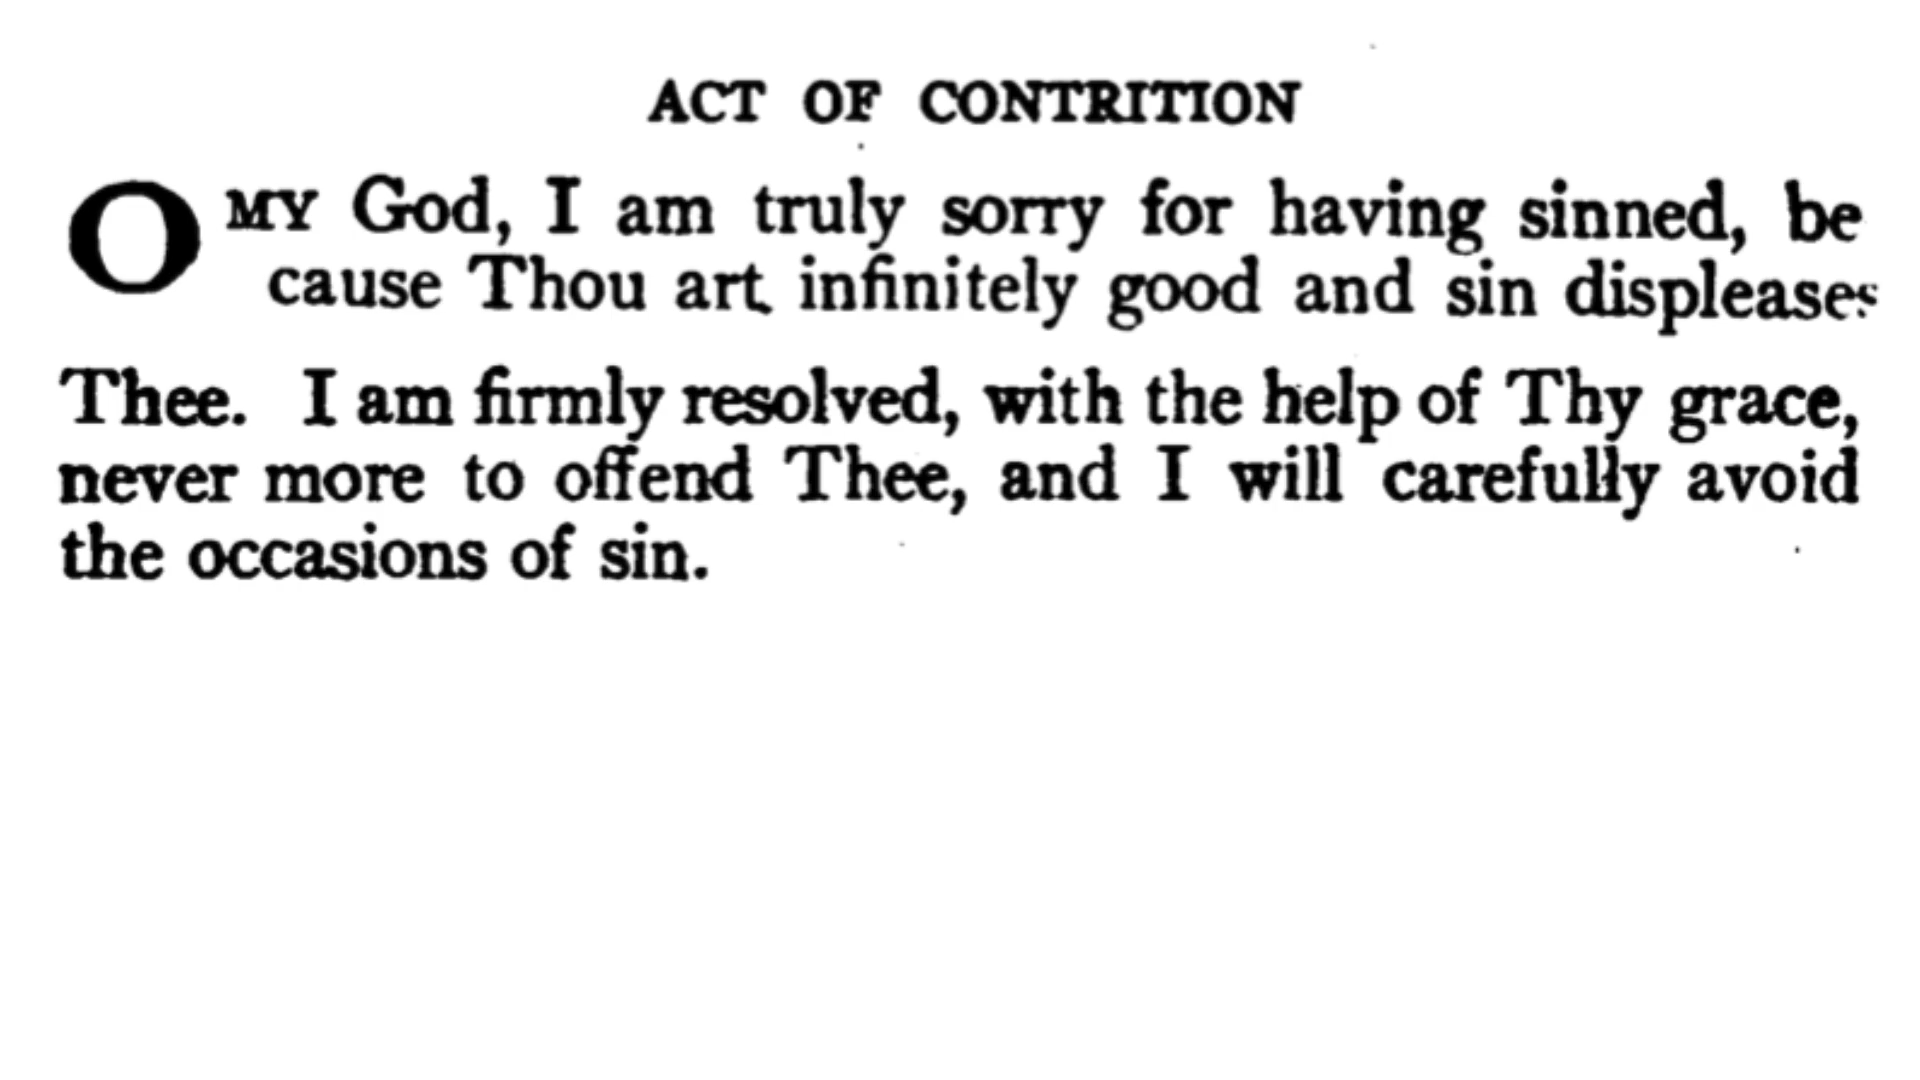 ACT OF CONTRITION
O MY God, I am truly sorry for having sinned, be
cause Thou art infinitely good and sin displeases
Thee. I am firmly resolved, with the help of Thy grace,
never more to offend Thee, and I will carefully avoid
the occasions of sin.